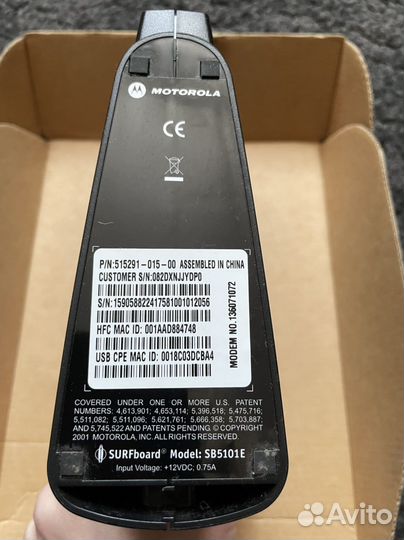 MOTOROLA
CE
P/N:515291-015-00 ASSEMBLED IN CHINA
CUSTOMER S/N:082DXNJJYDP0
S/N:159058822417581001012056
HFC MAC ID: 001AAD884748
USB CPE MAC ID: 0018C03DCBA4
MODEM NO.136071072
COVERED UNDER ONE OR MORE U.S. PATENT
NUMBERS: 4,613,901; 4,653,114; 5,396,518; 5,475,716;
5,511,082; 5,511,096; 5,621,761; 5,666,358; 5,703,887;
AND 5,745,522 AND PATENTS PENDING. © COPYRIGHT
2001 MOTOROLA, INC. ALL RIGHTS RESERVED.
SURFboard® Model: SB5101E
Input Voltage: +12VDC; 0.75A
Avito